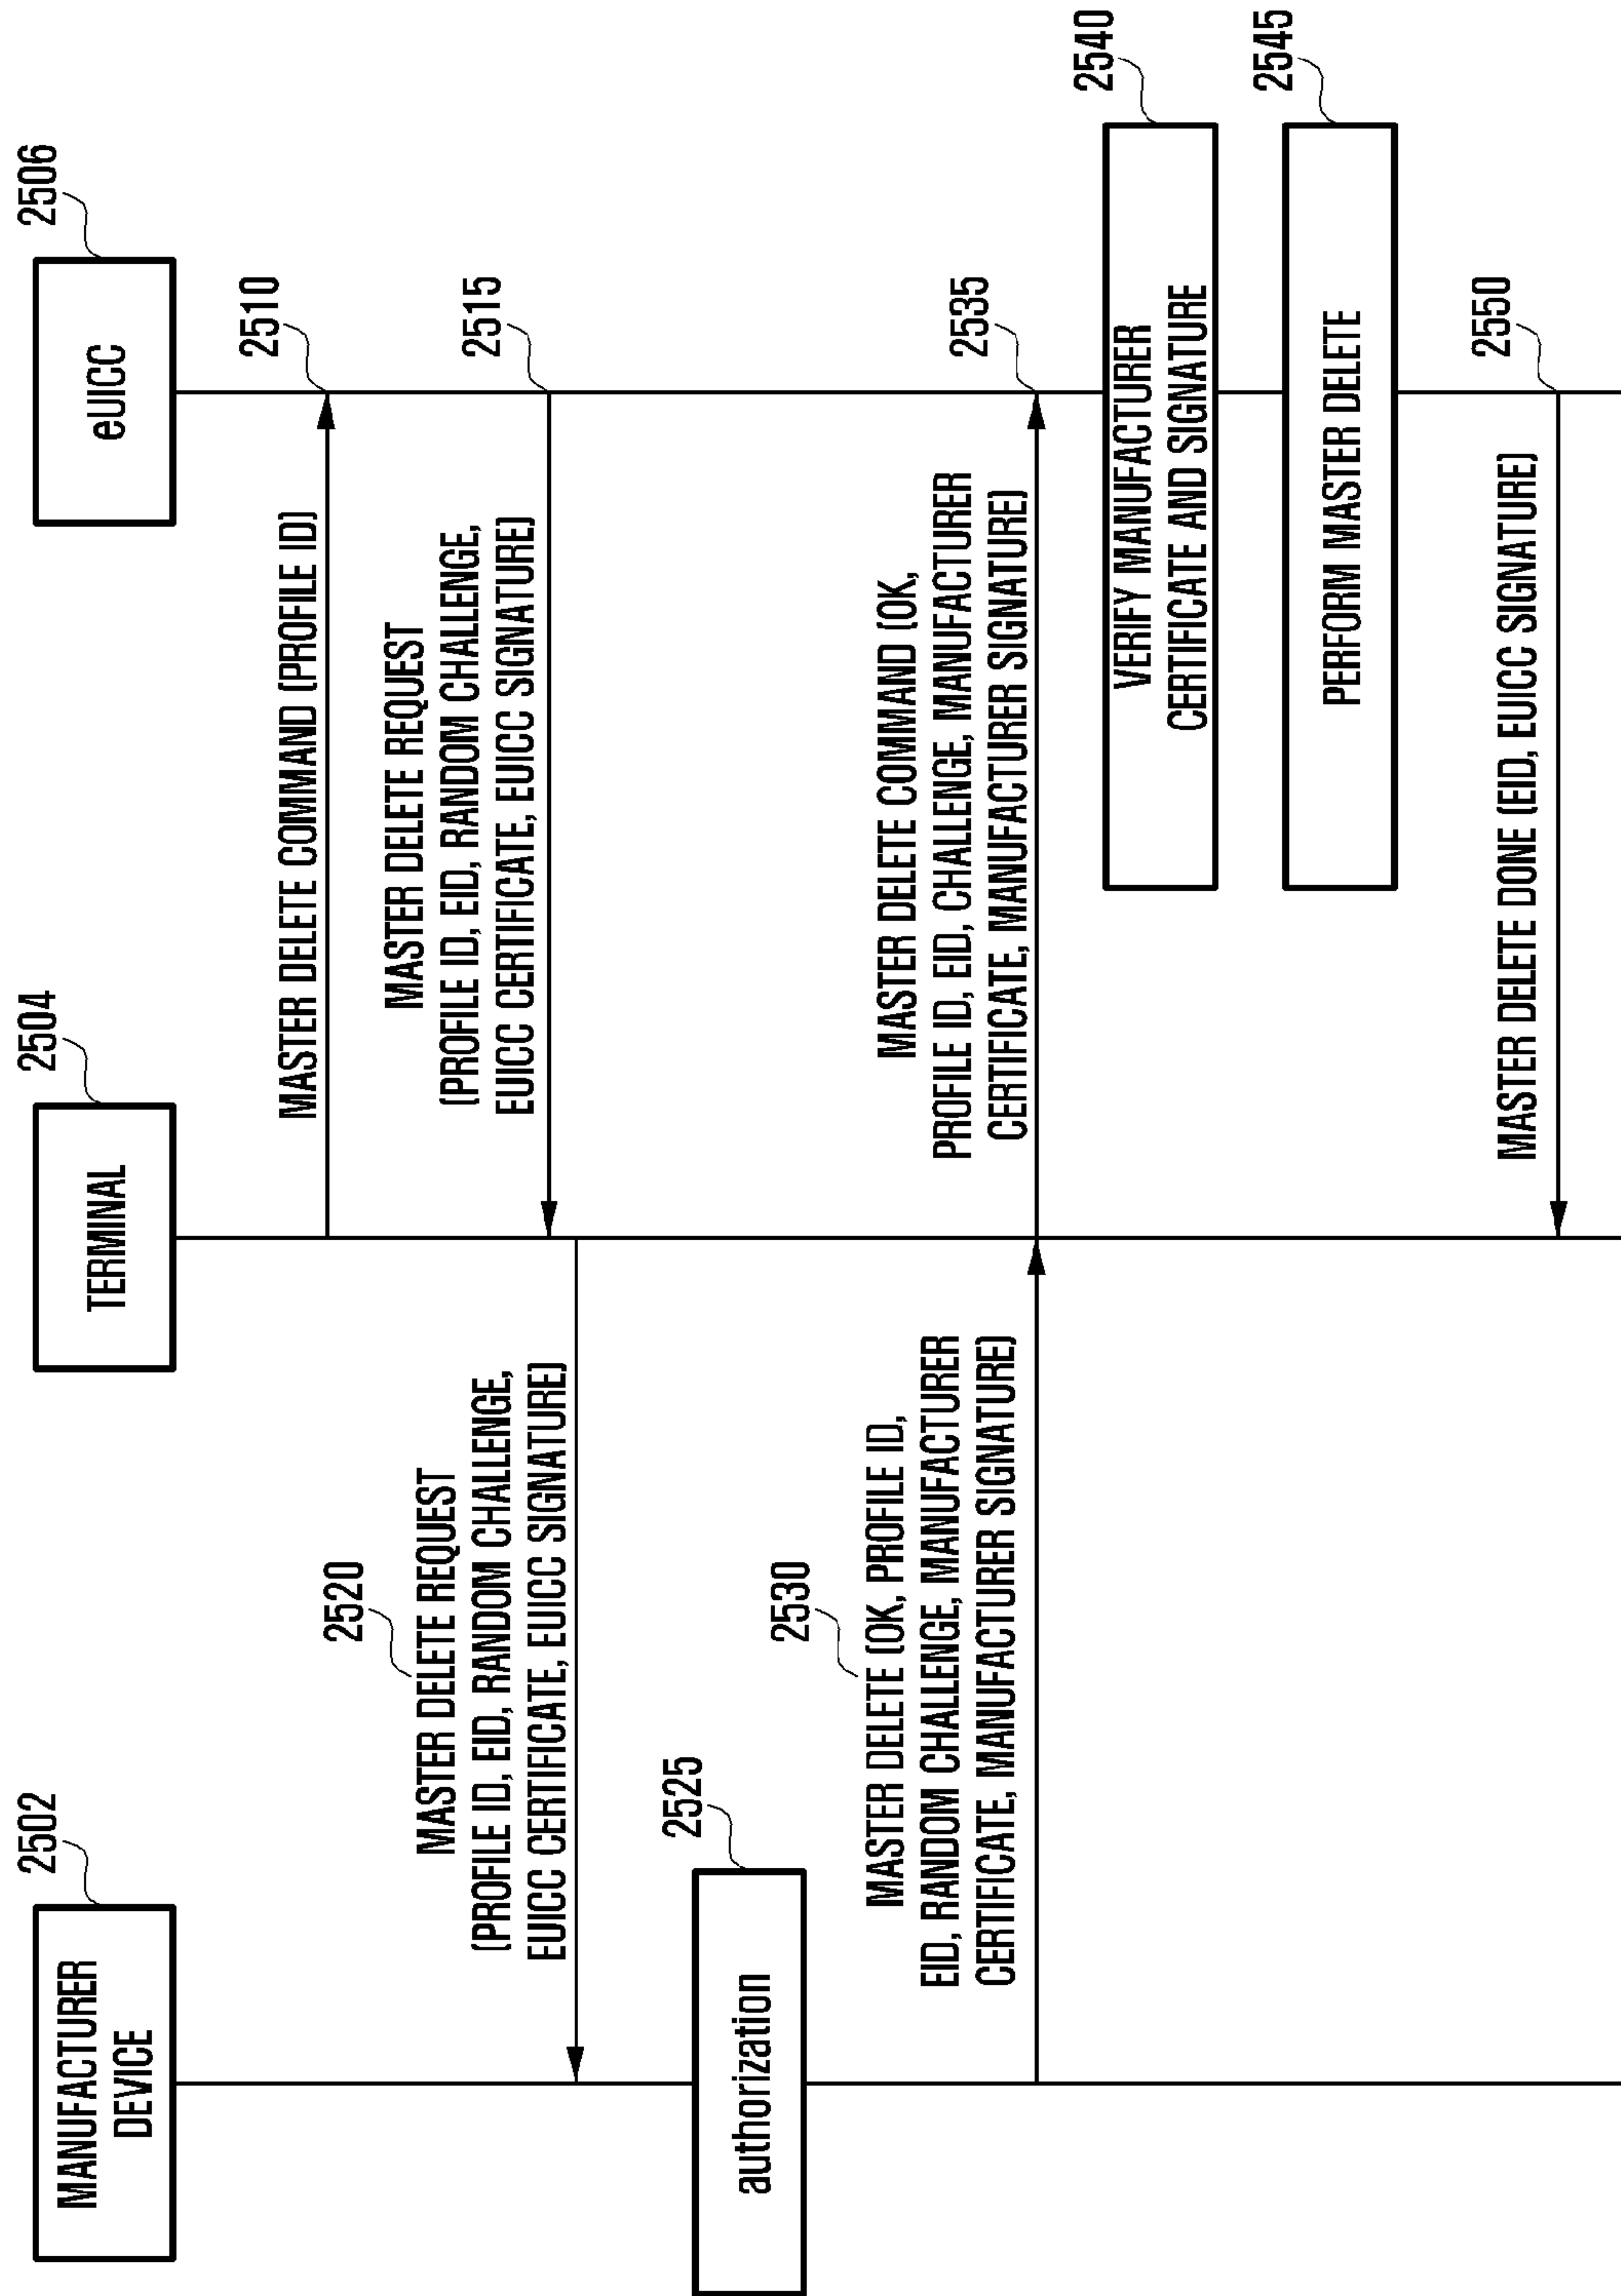 2502
2504
2506
MANUFACTURER
DEVICE
TERMINAL
eUICC
2510
MASTER DELETE COMMAND (PROFILE ID)
2515
MASTER DELETE REQUEST
(PROFILE ID, EID, RANDOM CHALLENGE,
EUICC CERTIFICATE, EUICC SIGNATURE)
2520
MASTER DELETE REQUEST
(PROFILE ID, EID, RANDOM CHALLENGE,
EUICC CERTIFICATE, EUICC SIGNATURE)
2525
authorization
2530
MASTER DELETE (OK, PROFILE ID,
EID, RANDOM CHALLENGE, MANUFACTURER
CERTIFICATE, MANUFACTURER SIGNATURE)
2535
MASTER DELETE COMMAND (OK,
PROFILE ID, EID, CHALLENGE, MANUFACTURER
CERTIFICATE, MANUFACTURER SIGNATURE)
2540
VERIFY MANUFACTURER
CERTIFICATE AND SIGNATURE
2545
PERFORM MASTER DELETE
2550
MASTER DELETE DONE (EID, EUICC SIGNATURE)